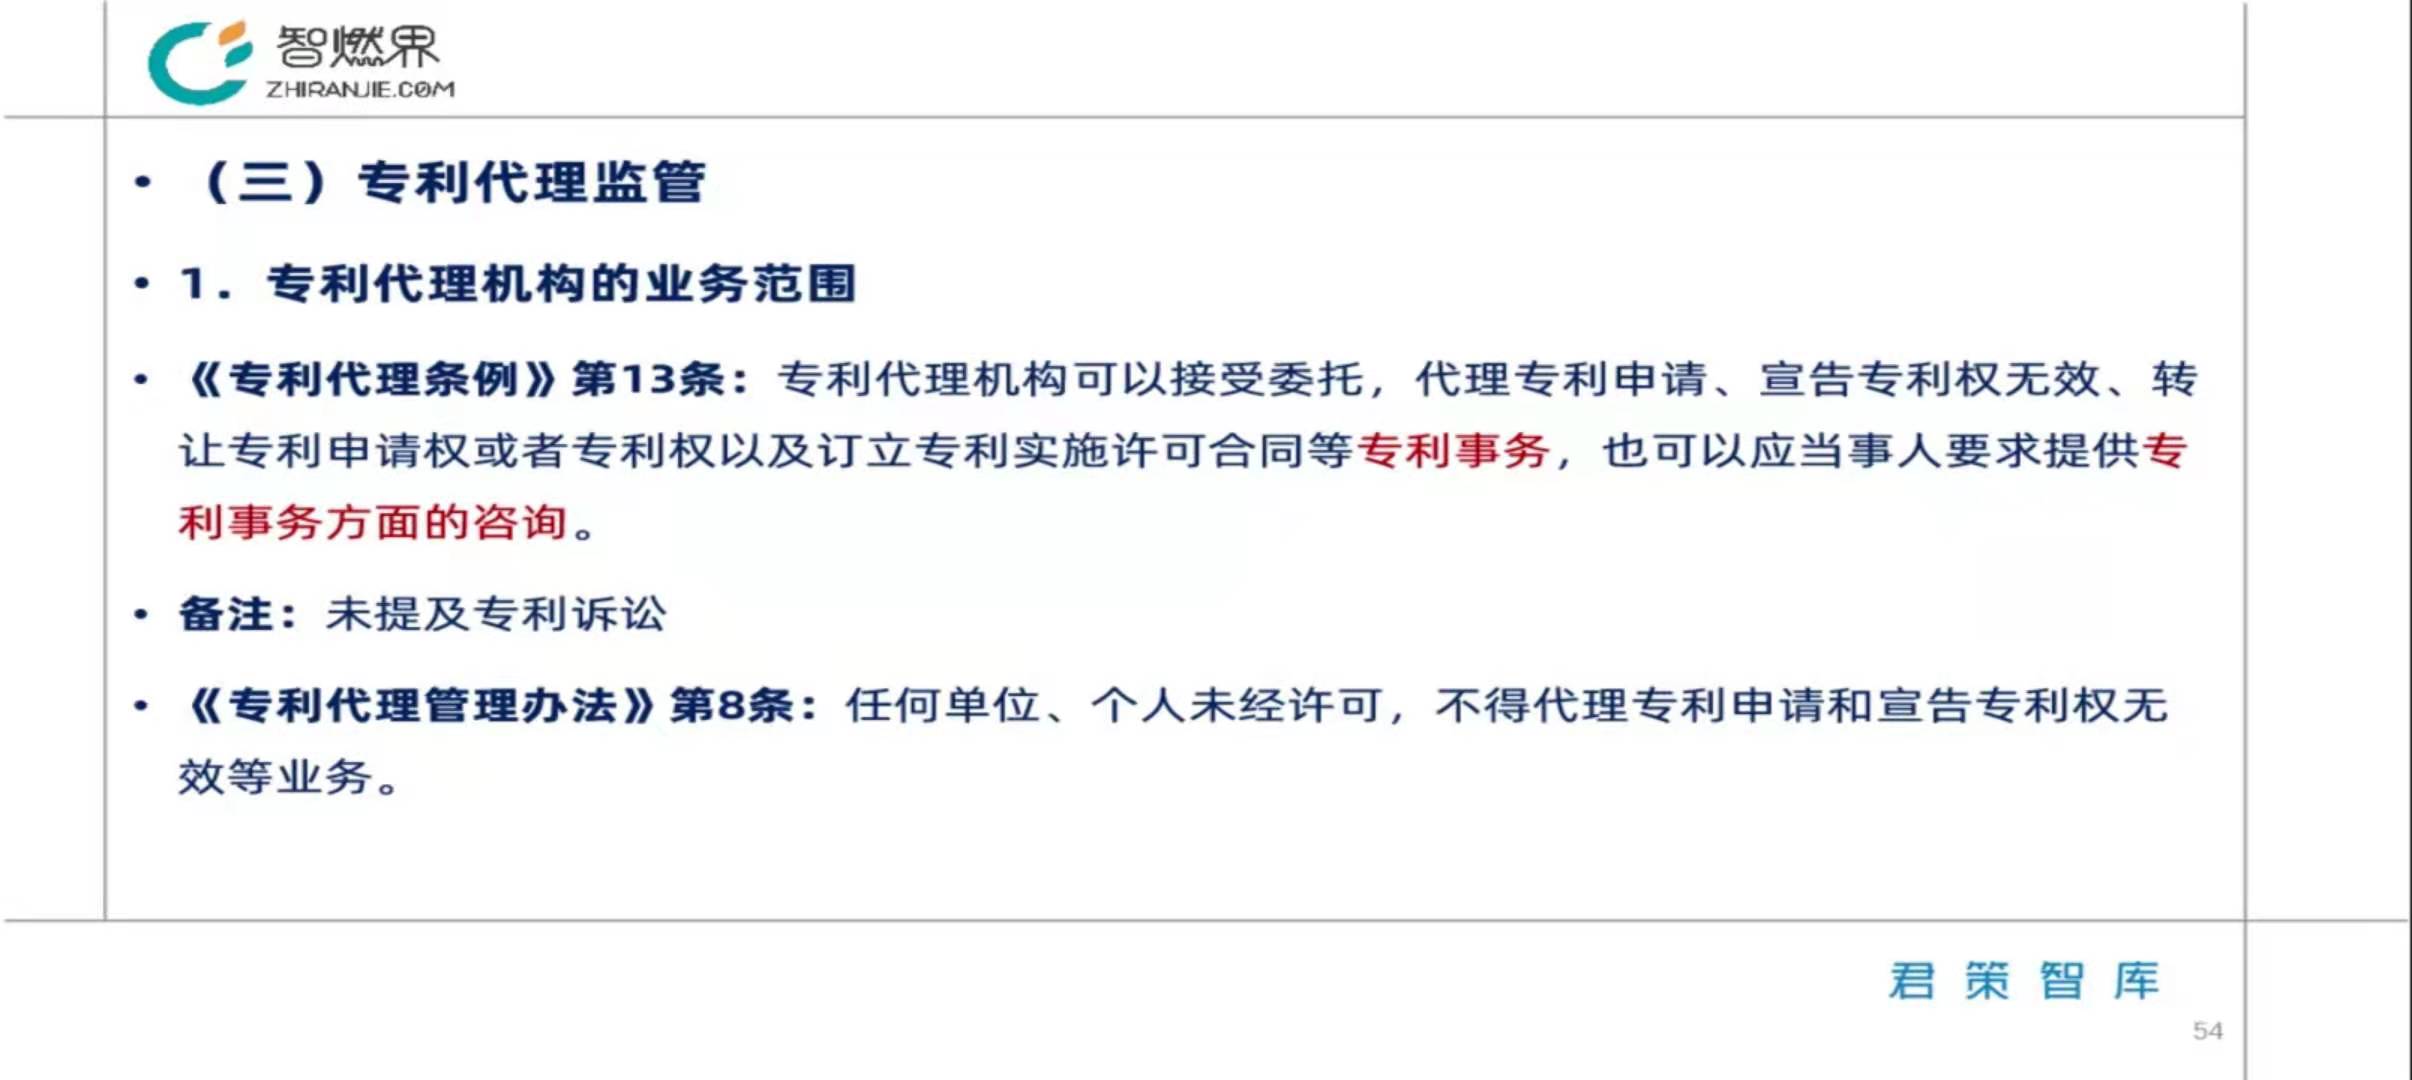 智燃界
ZHIRANJIE.COM
• （三）专利代理监管
• 1. 专利代理机构的业务范围
• 《专利代理条例》第13条：专利代理机构可以接受委托，代理专利申请、宣告专利权无效、转
让专利申请权或者专利权以及订立专利实施许可合同等专利事务，也可以应当事人要求提供专
利事务方面的咨询。
• 备注：未提及专利诉讼
• 《专利代理管理办法》第8条：任何单位、个人未经许可，不得代理专利申请和宣告专利权无
效等业务。
君策智库
54